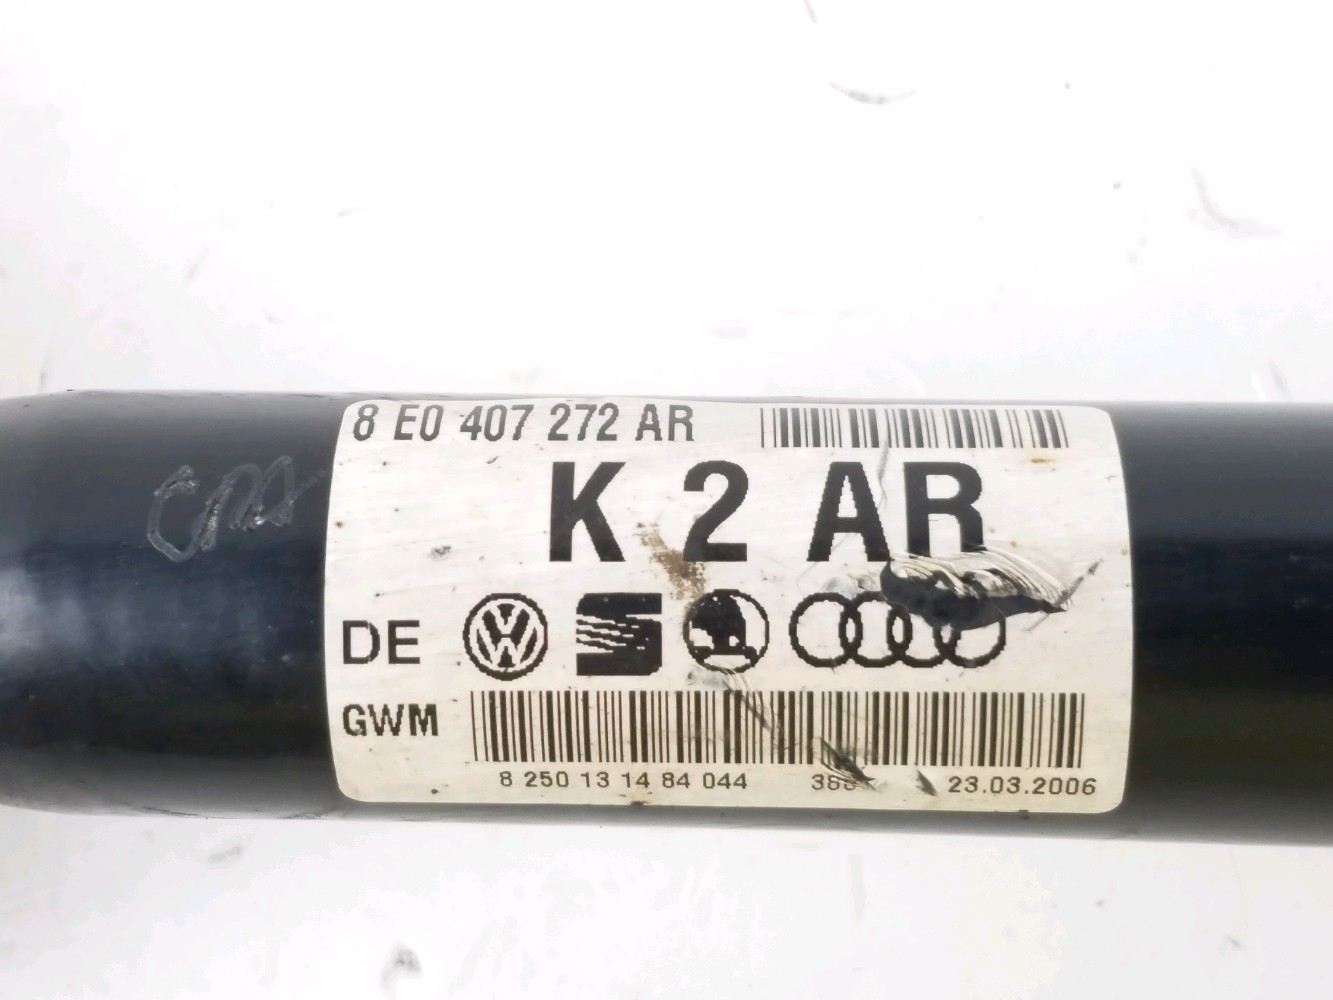 8 E0 407 272 AR
K 2 AR
DE
GWM
8 250 13 14 84 044
23.03.2006